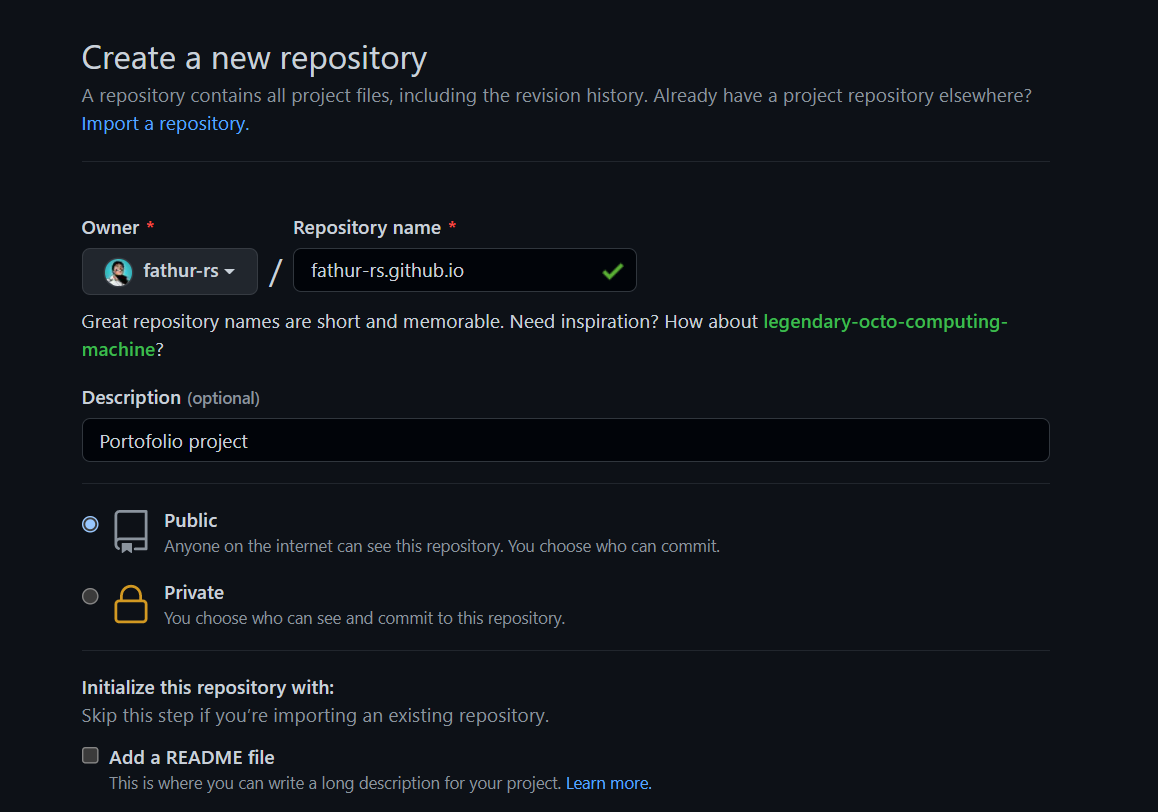 Create a new repository
A repository contains all project files, including the revision history. Already have a project repository elsewhere?
Import a repository.
Owner * Repository name *
fathur-rs / fathur-rs.github.io
Great repository names are short and memorable. Need inspiration? How about legendary-octo-computing-
machine?
Description (optional)
Portofolio project
Public
Anyone on the internet can see this repository. You choose who can commit.
Private
You choose who can see and commit to this repository.
Initialize this repository with:
Skip this step if you’re importing an existing repository.
Add a README file
This is where you can write a long description for your project. Learn more.